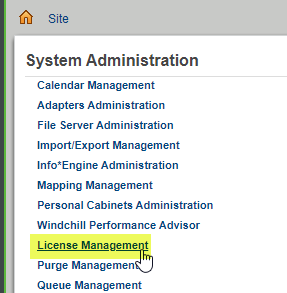 Site
System Administration
Calendar Management
Adapters Administration
File Server Administration
Import/Export Management
Info*Engine Administration
Mapping Management
Personal Cabinets Administration
Windchill Performance Advisor
License Management
Purge Management
Queue Management